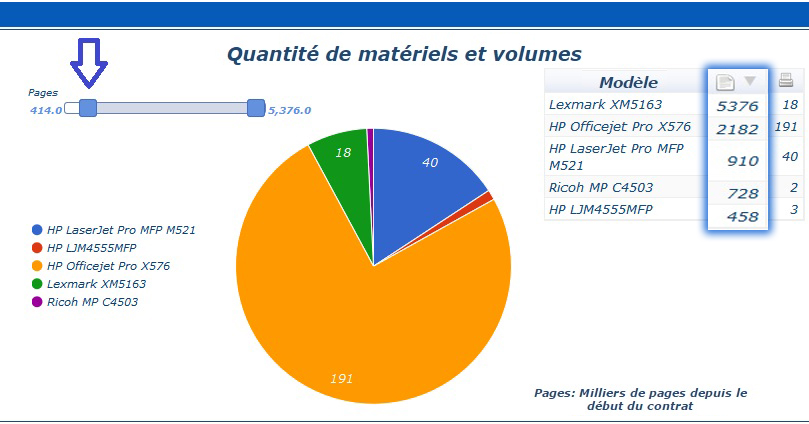 Quantité de matériels et volumes
Pages
414.0 5,376.0
Modèle
Lexmark XM5163 5376 18
HP Officejet Pro X576 2182 191
HP LaserJet Pro MFP
M521 910 40
Ricoh MP C4503 728 2
HP LJM4555MFP 458 3
18
40
191
HP LaserJet Pro MFP M521
HP LJM4555MFP
HP Officejet Pro X576
Lexmark XM5163
Ricoh MP C4503
Pages: Milliers de pages depuis le
début du contrat